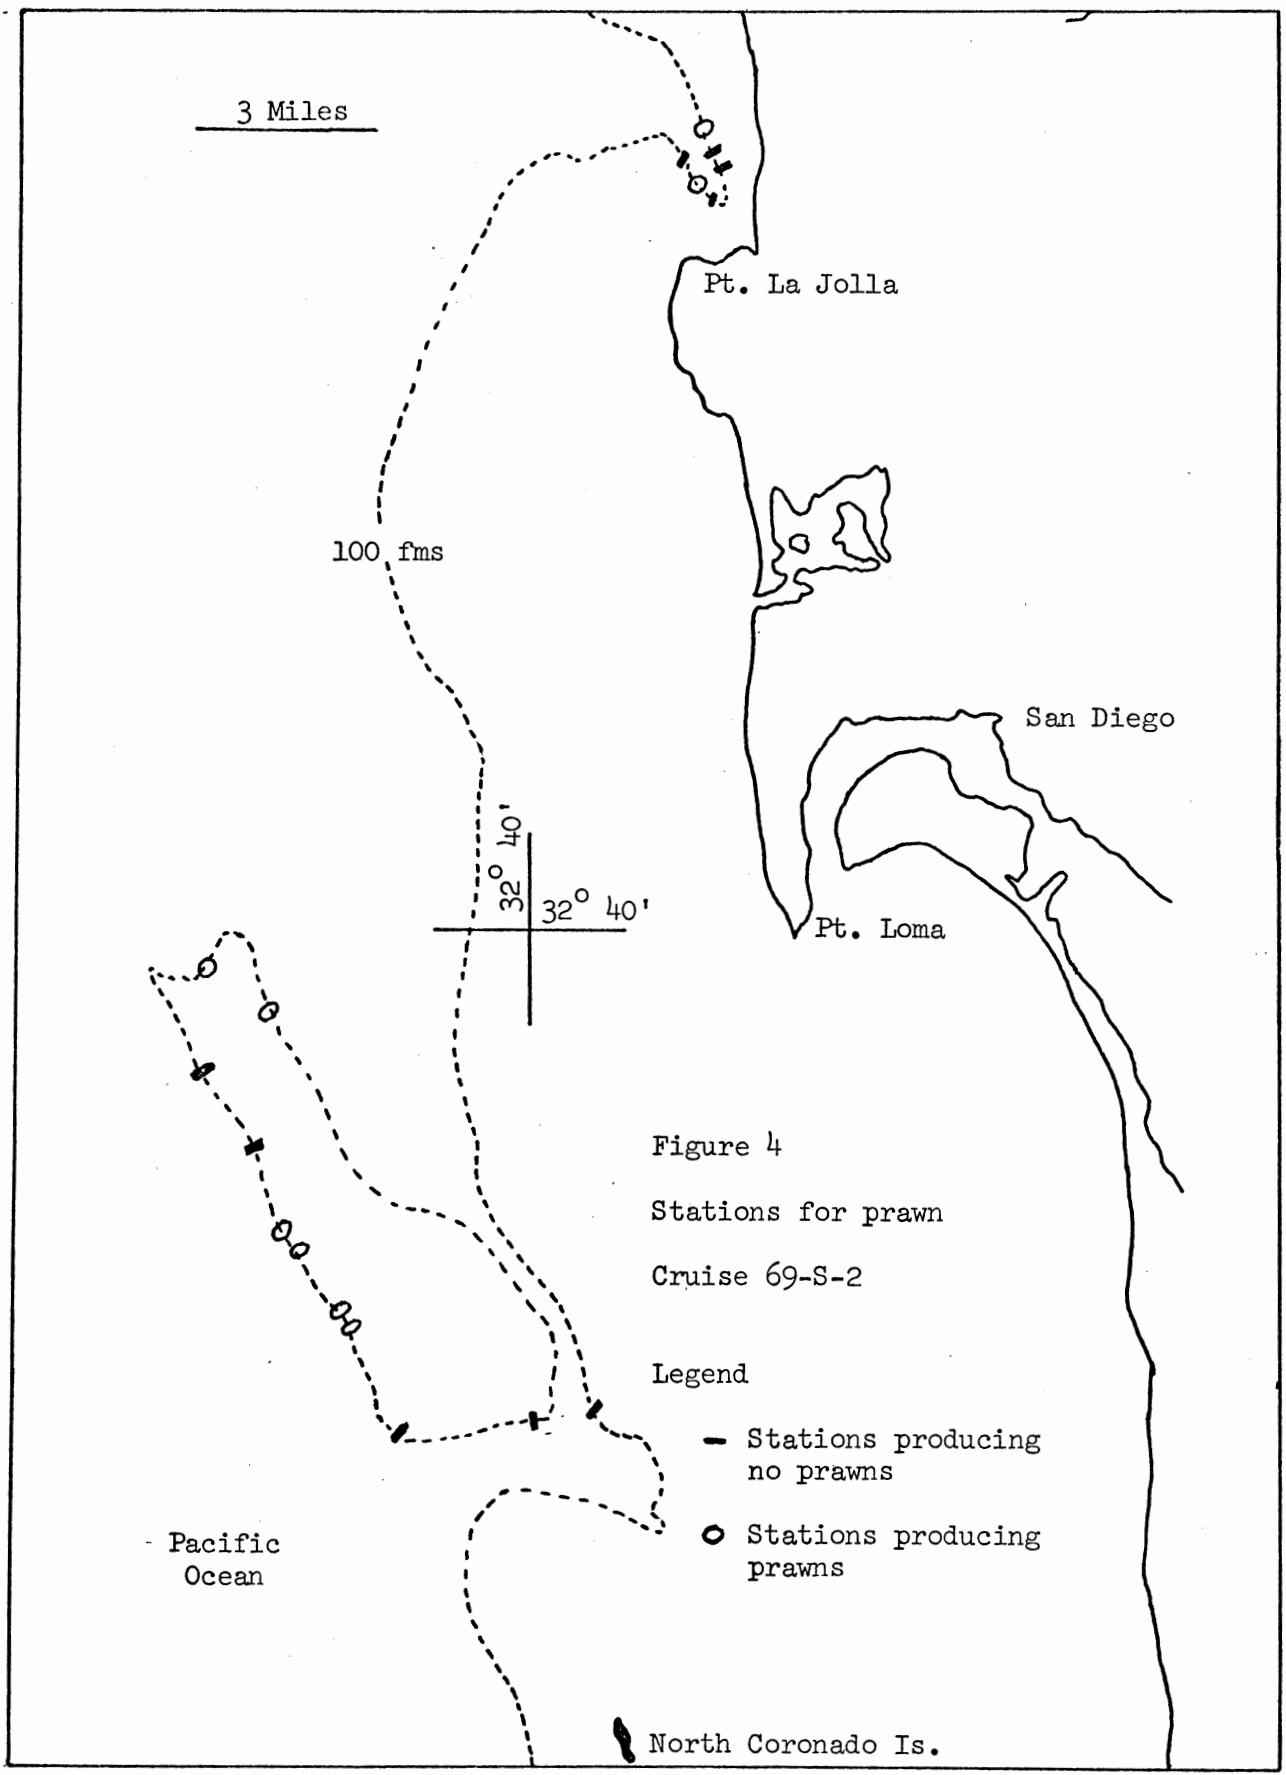 3 Miles
Pt. La Jolla
100 fms
San Diego
32° 40'
32° 40'
Pt. Loma
Figure 4
Stations for prawn
Cruise 69-S-2
Legend
Stations producing
no prawns
Stations producing
prawns
Pacific
Ocean
North Coronado Is.